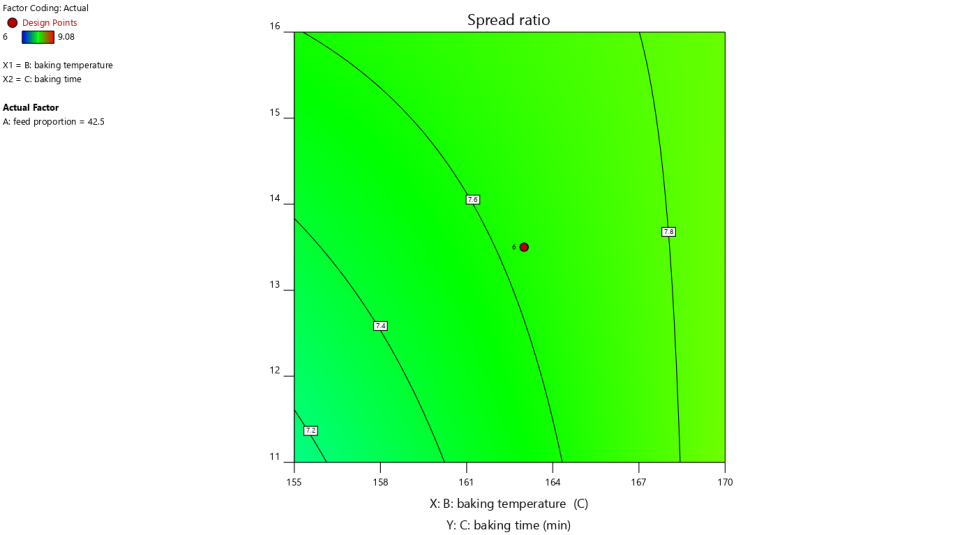 Factor Coding: Actual
Design Points
6 9.08
X1 = B: baking temperature
X2 = C: baking time
Actual Factor
A: feed proportion = 42.5
Spread ratio
16
15
14
13
12
11
7.6
7.8
6
7.4
7.2
155 158 161 164 167 170
X: B: baking temperature (C)
Y: C: baking time (min)